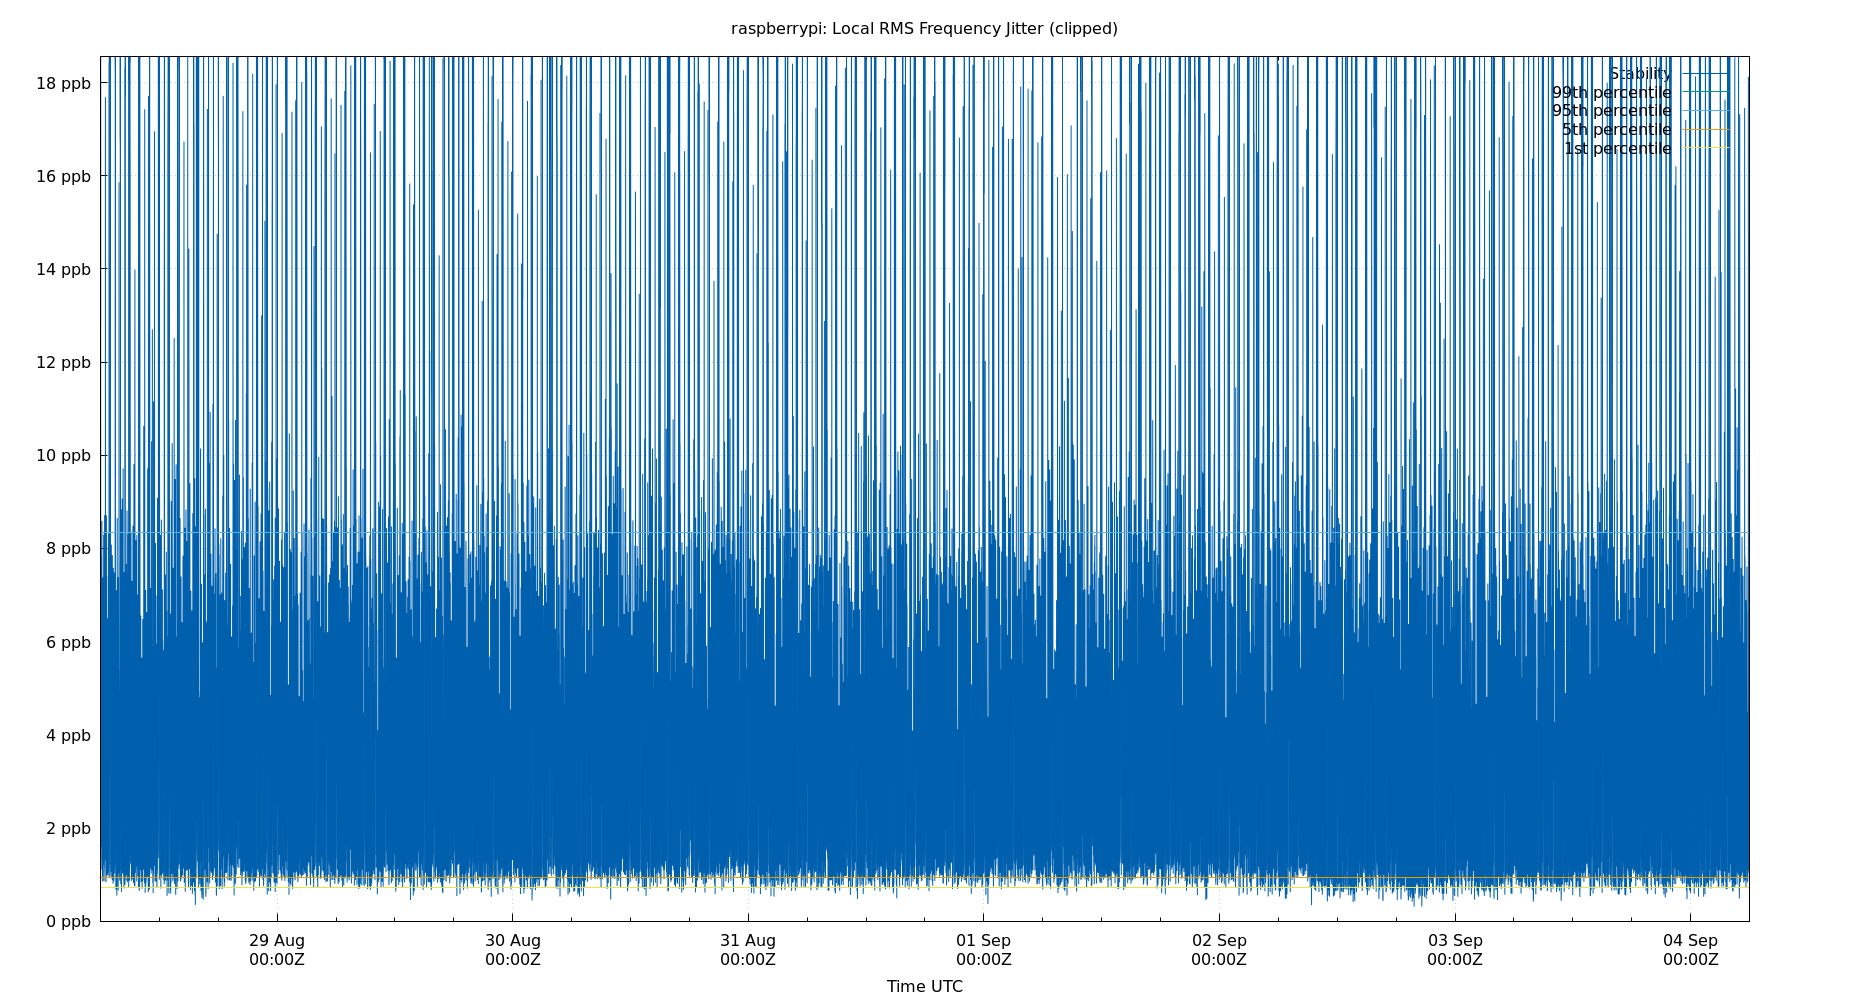 raspberrypi: Local RMS Frequency Jitter (clipped)
Stability
99th percentile
95th percentile
5th percentile
1st percentile
18 ppb
16 ppb
14 ppb
12 ppb
10 ppb
8 ppb
6 ppb
4 ppb
2 ppb
0 ppb
29 Aug
00:00Z
30 Aug
00:00Z
31 Aug
00:00Z
01 Sep
00:00Z
02 Sep
00:00Z
03 Sep
00:00Z
04 Sep
00:00Z
Time UTC